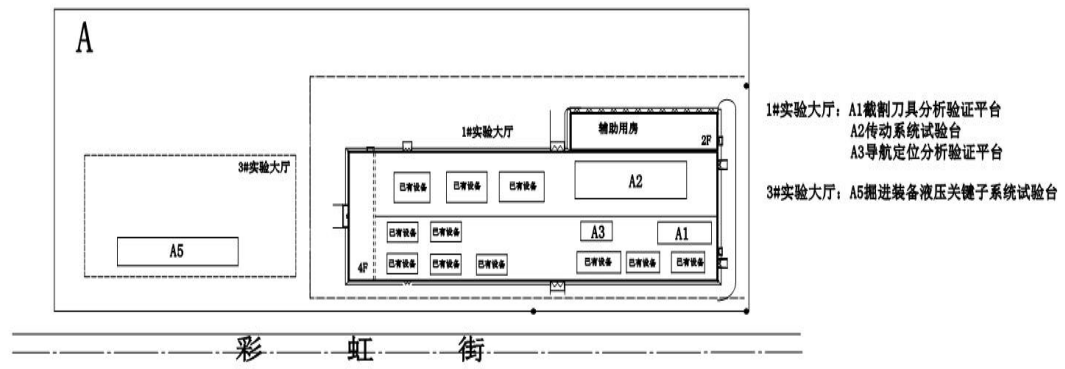 A
1#实验大厅
辅助用房
2F
3#实验大厅
已有设备
已有设备
已有设备
A2
A5
已有设备
已有设备
A3
A1
4F
已有设备
已有设备
已有设备
已有设备
已有设备
已有设备
彩虹街
1#实验大厅：A1截割刀具分析验证平台
A2传动系统试验台
A3导航定位分析验证平台
3#实验大厅：A5掘进装备液压关键子系统试验台